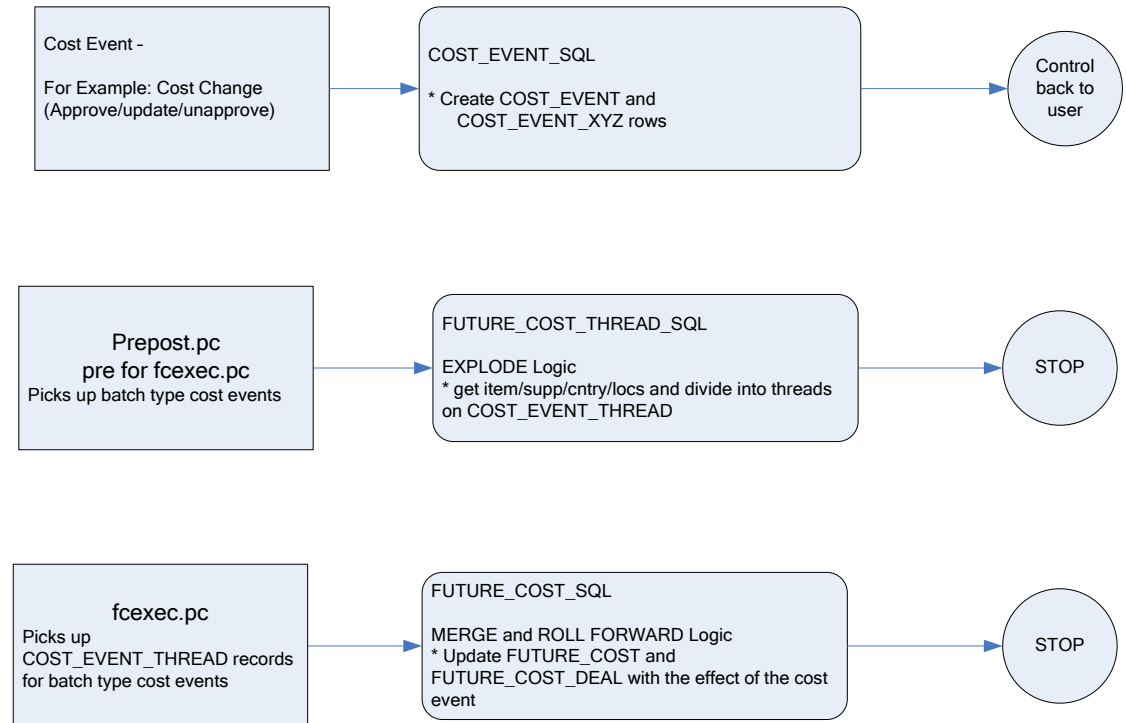 Cost Event –
For Example: Cost Change
(Approve/update/unapprove)
COST_EVENT_SQL
* Create COST_EVENT and
COST_EVENT_XYZ rows
Control
back to
user
Prepost.pc
pre for fcexec.pc
Picks up batch type cost events
FUTURE_COST_THREAD_SQL
EXPLODE Logic
* get item/supp/cntry/locs and divide into threads
on COST_EVENT_THREAD
STOP
fcexec.pc
Picks up
COST_EVENT_THREAD records
for batch type cost events
FUTURE_COST_SQL
MERGE and ROLL FORWARD Logic
* Update FUTURE_COST and
FUTURE_COST_DEAL with the effect of the cost
event
STOP